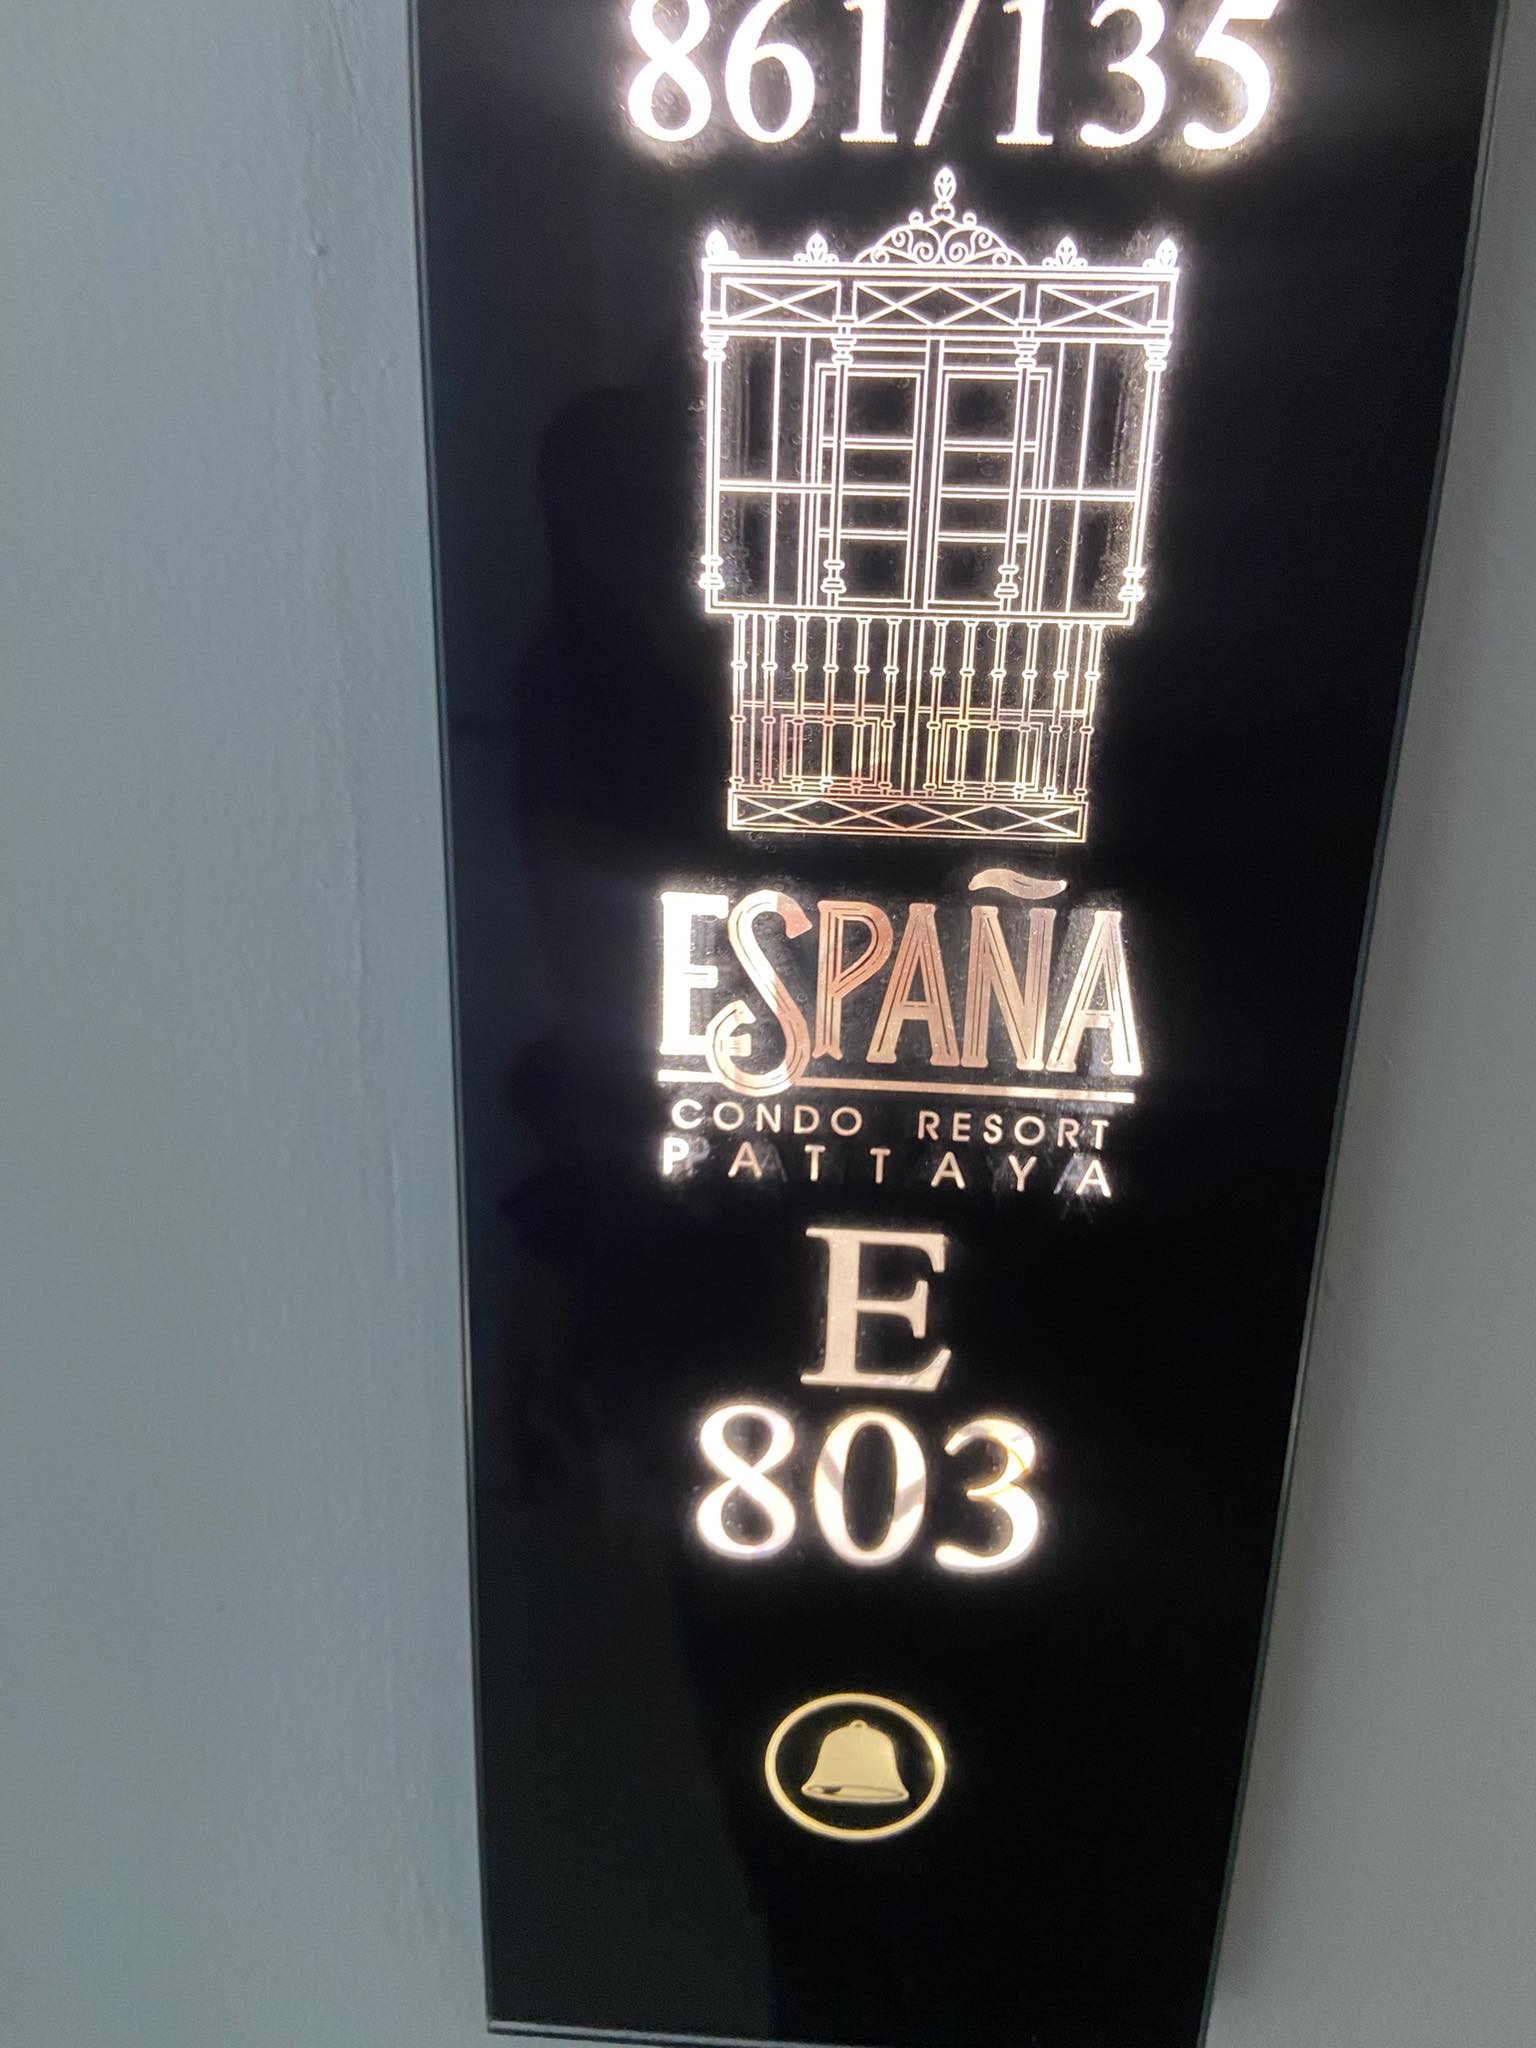 861/135
ESPAÑA
CONDO RESORT
PATTAYA
E
803